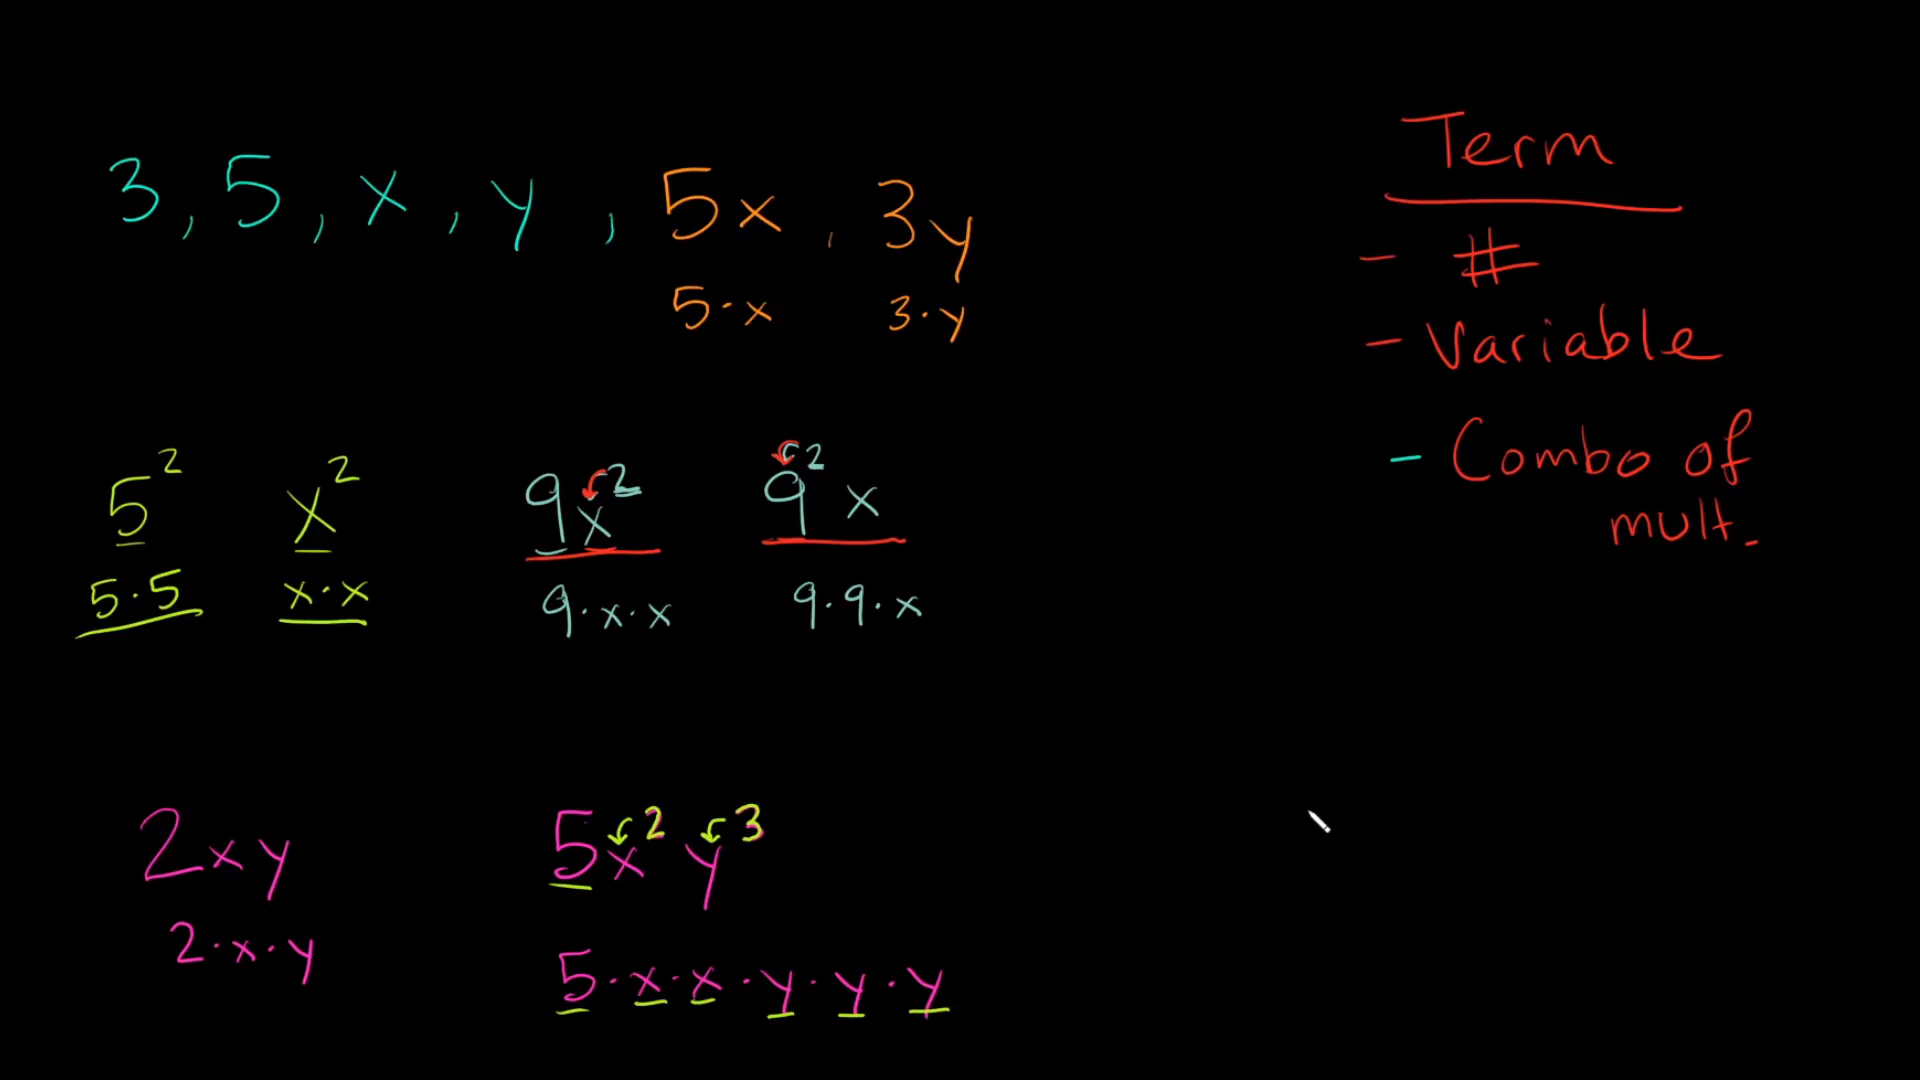 Term
3, 5, x, y, 5x, 3y
- #
5·x 3·y
- Variable
- Combo of
mult.
5² x² 9x² 9²x
5·5 x·x 9·x·x 9·9·x
2xy 5x²y³
2·x·y 5·x·x·y·y·y